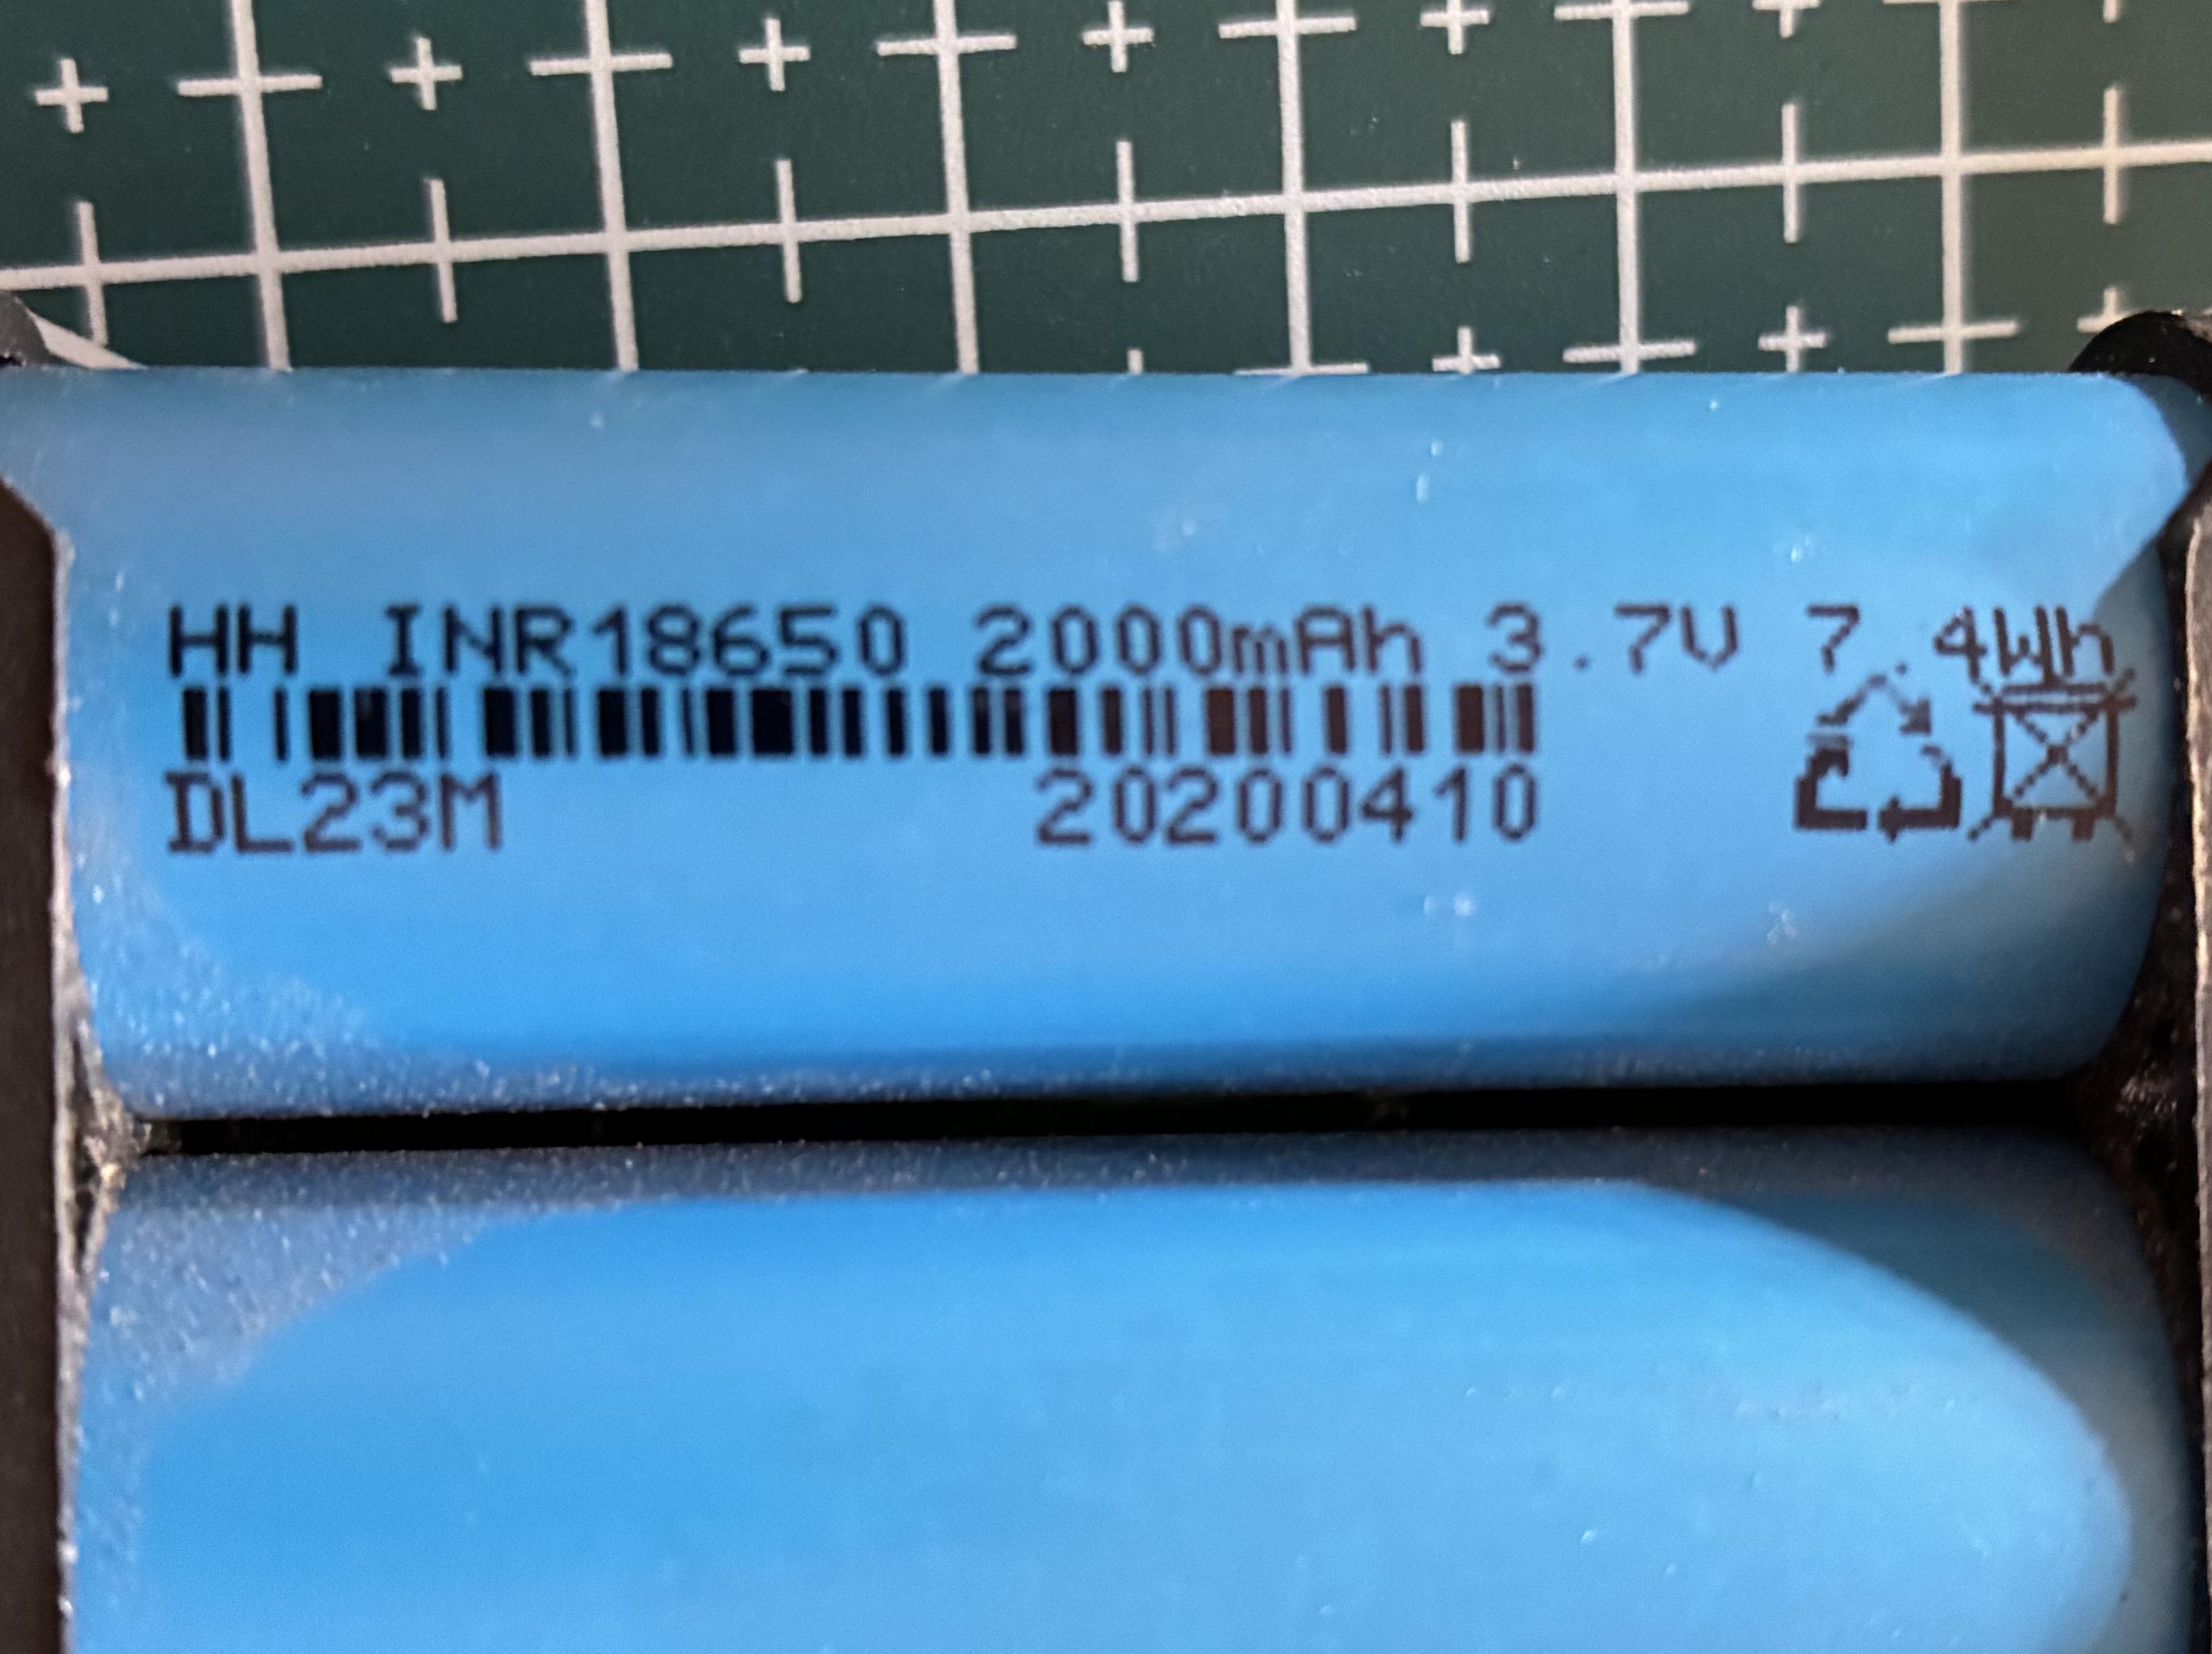 HH INR18650 2000mAh 3.7V 7.4Wh
DL23M 20200410